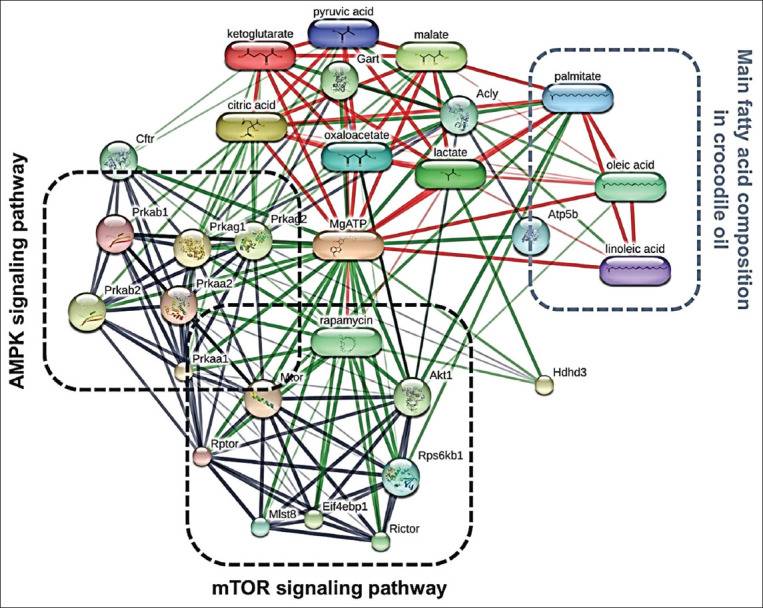 pyruvic acid
ketoglutarate
malate
Gart
palmitate
Acly
citric acid
oxaloacetate
Cftr
lactate
oleic acid
Prkab1
Prkag1
Prkag2
MgATP
Atp5b
linoleic acid
Prkab2
Prkaa2
rapamycin
Prkaa1
Mtor
Akt1
Hdhd3
Rptor
Rps6kb1
Mlst8
Eif4ebp1
Rictor
AMPK signaling pathway
mTOR signaling pathway
Main fatty acid composition
in crocodile oil